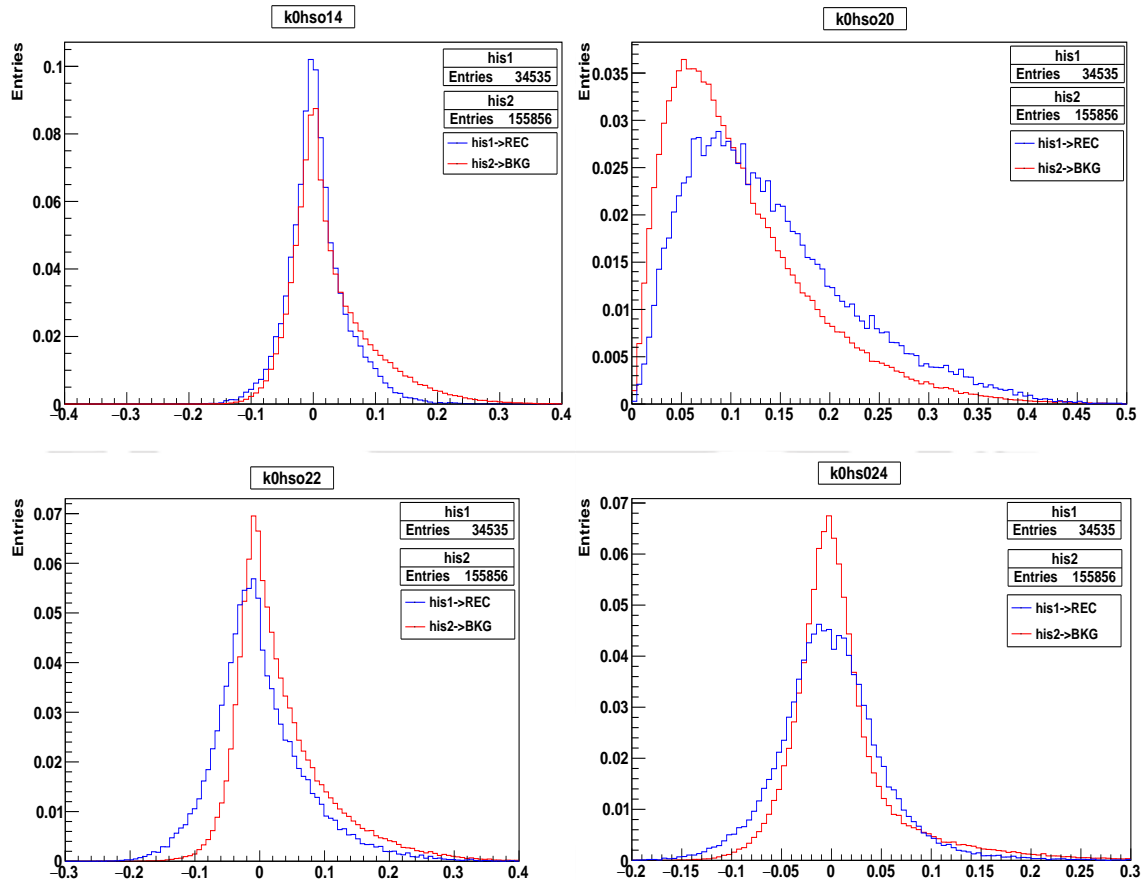 k0hso14
Entries
0.1
0.08
0.06
0.04
0.02
0
−0.4 −0.3 −0.2 −0.1 0 0.1 0.2 0.3 0.4
his1
Entries 34535
his2
Entries 155856
his1->REC
his2->BKG
k0hso20
Entries
0.035
0.03
0.025
0.02
0.015
0.01
0.005
0
0 0.05 0.1 0.15 0.2 0.25 0.3 0.35 0.4 0.45 0.5
his1
Entries 34535
his2
Entries 155856
his1->REC
his2->BKG
k0hso22
Entries
0.07
0.06
0.05
0.04
0.03
0.02
0.01
0
−0.3 −0.2 −0.1 0 0.1 0.2 0.3 0.4
his1
Entries 34535
his2
Entries 155856
his1->REC
his2->BKG
k0hs024
Entries
0.07
0.06
0.05
0.04
0.03
0.02
0.01
0
−0.2 −0.15 −0.1 −0.05 0 0.05 0.1 0.15 0.2 0.25 0.3
his1
Entries 34535
his2
Entries 155856
his1->REC
his2->BKG